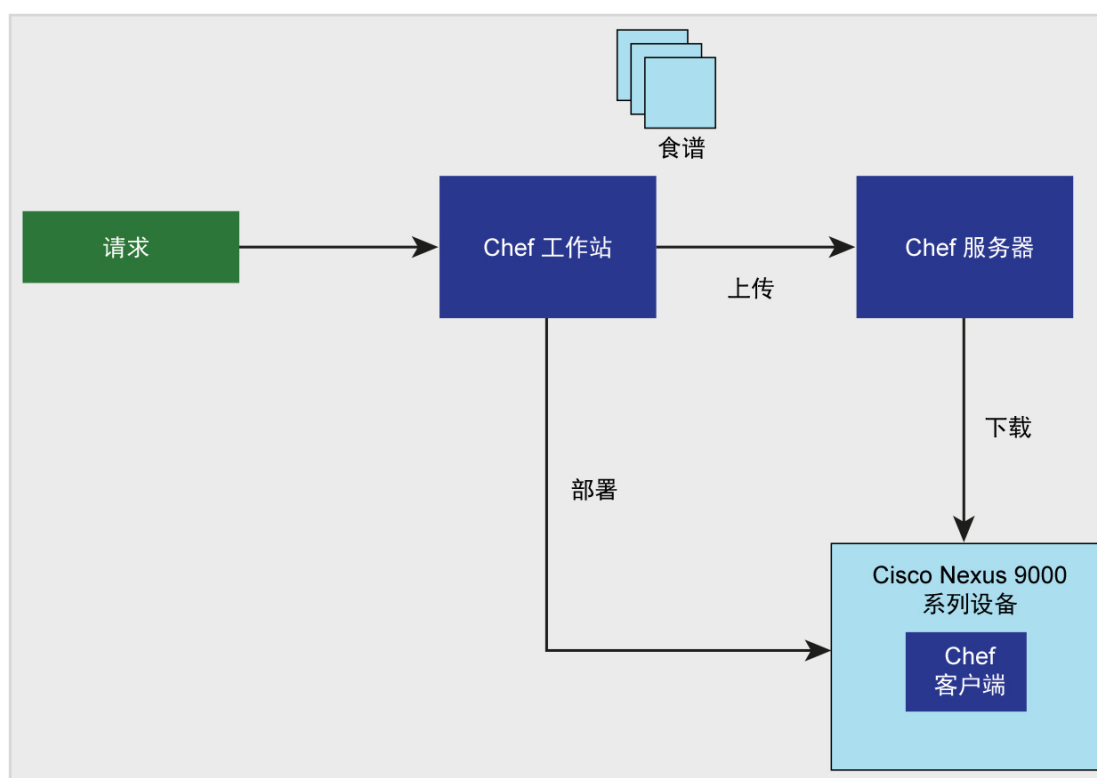 食谱
请求
Chef 工作站
Chef 服务器
上传
下载
部署
Cisco Nexus 9000
系列设备
Chef
客户端